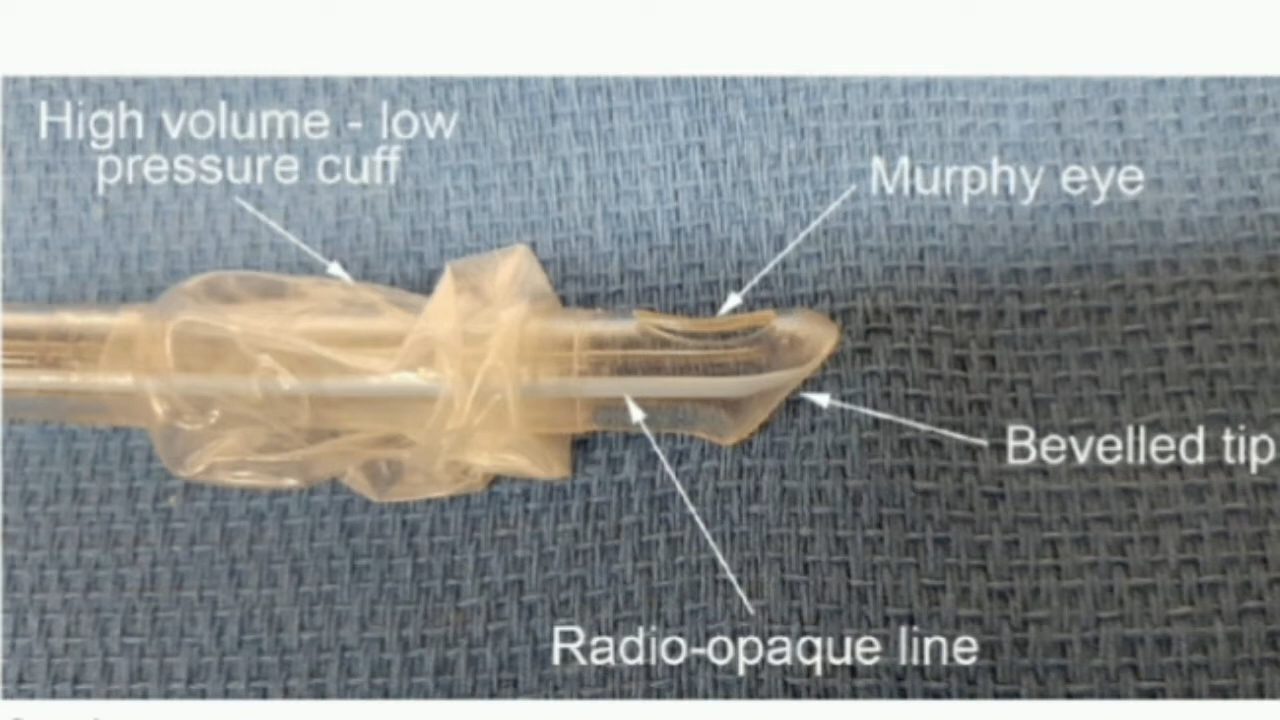 High volume - low
pressure cuff
Murphy eye
Bevelled tip
Radio-opaque line